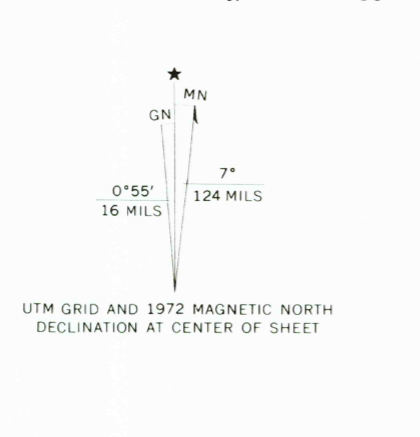 MN
GN
7°
0°55′
124 MILS
16 MILS
UTM GRID AND 1972 MAGNETIC NORTH
DECLINATION AT CENTER OF SHEET